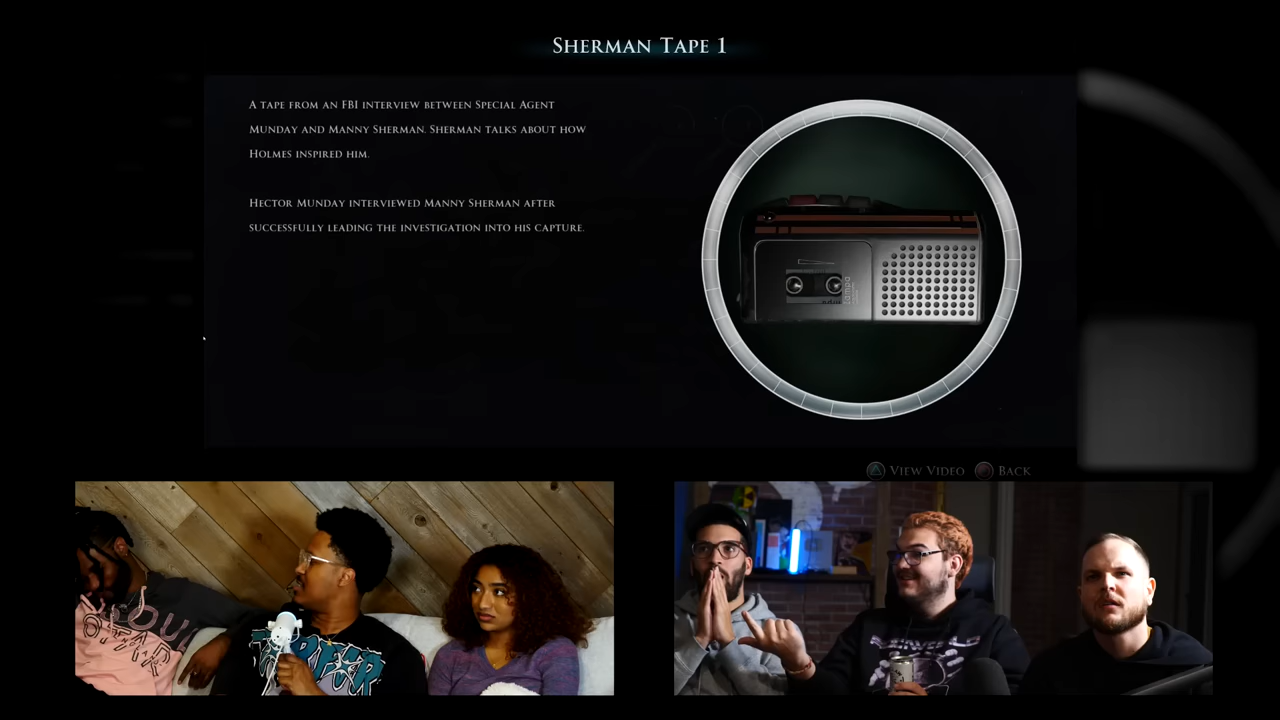 Sherman Tape 1
A tape from an FBI interview between Special Agent
Munday and Manny Sherman. Sherman talks about how
Holmes inspired him.
Hector Munday interviewed Manny Sherman after
successfully leading the investigation into his capture.
View Video Back